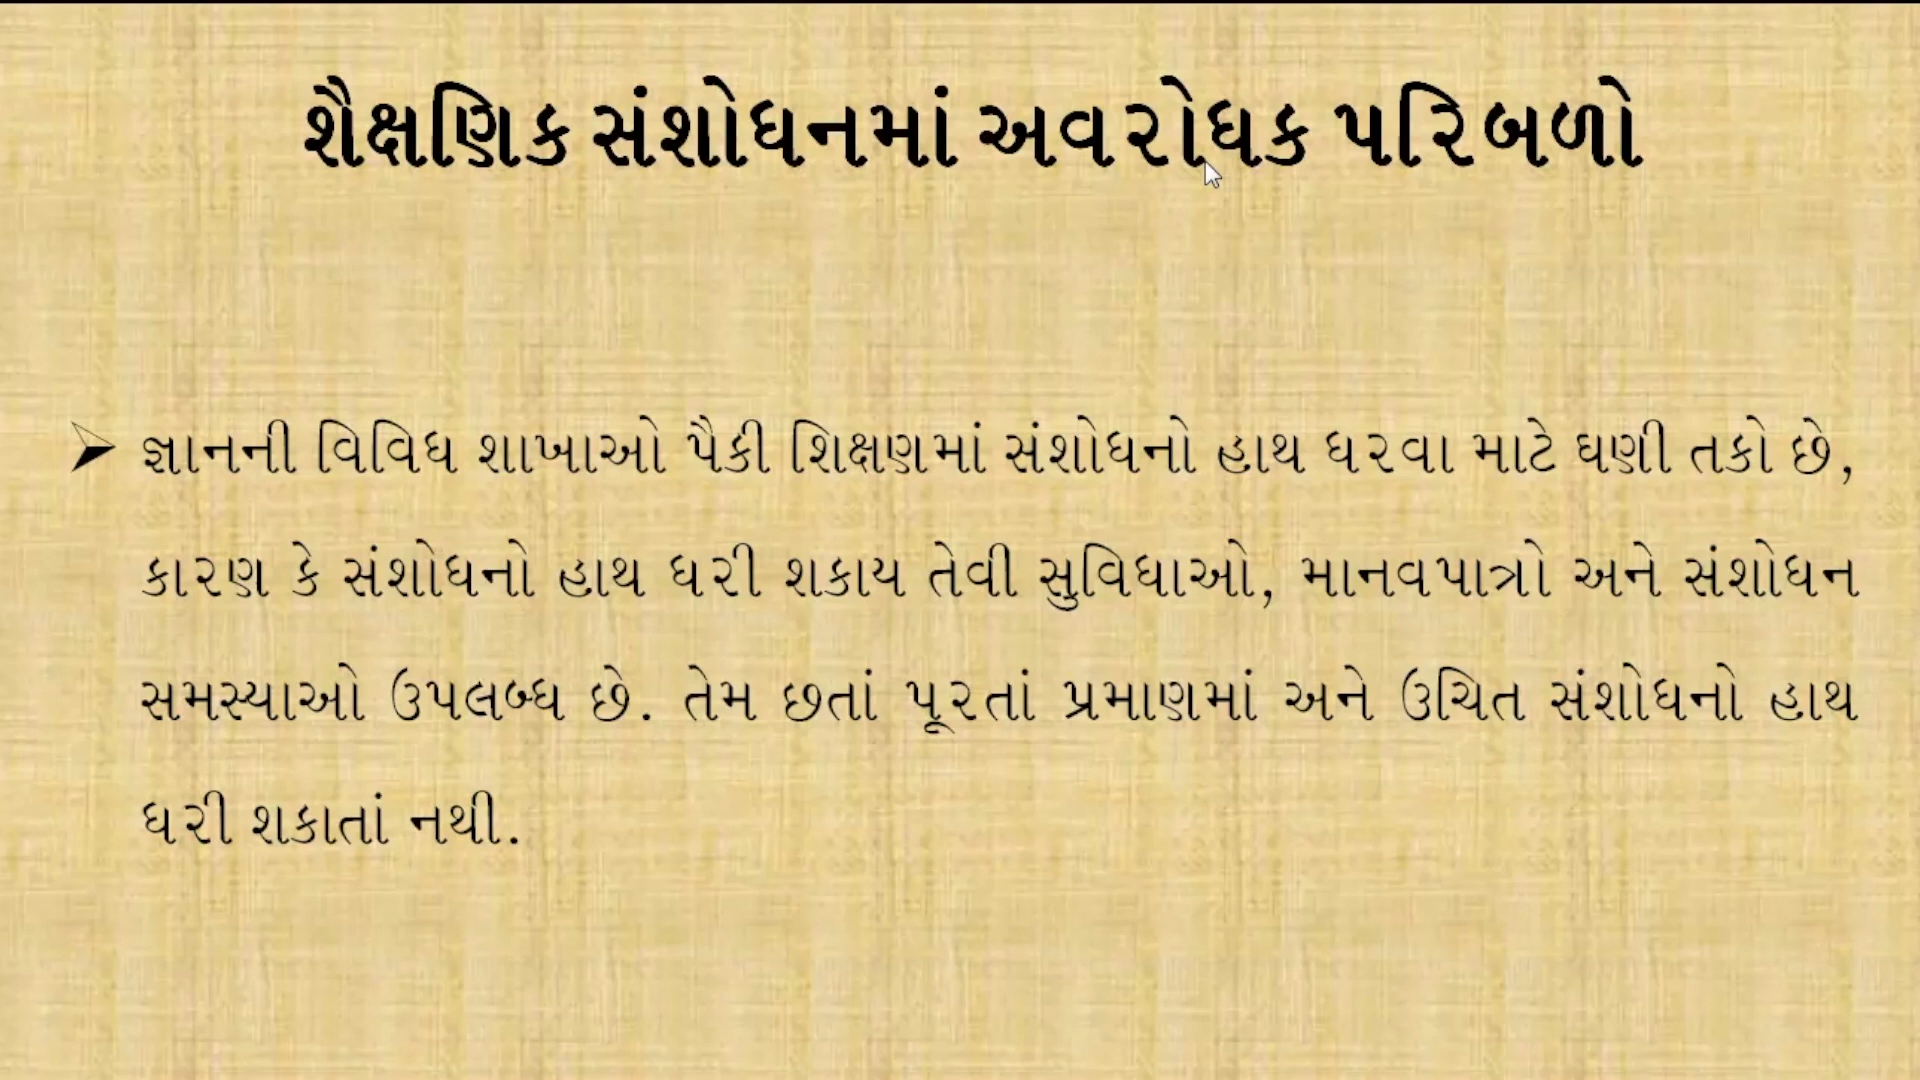 શૈક્ષણિક સંશોધનમાં અવરોધક પરિબળો
➢ જ્ઞાનની વિવિધ શાખાઓ પૈકી શિક્ષણમાં સંશોધનો હાથ ધરવા માટે ઘણી તકો છે,
કારણ કે સંશોધનો હાથ ધરી શકાય તેવી સુવિધાઓ, માનવપાત્રો અને સંશોધન
સમસ્યાઓ ઉપલબ્ધ છે. તેમ છતાં પૂરતાં પ્રમાણમાં અને ઉચિત સંશોધનો હાથ
ધરી શકાતાં નથી.